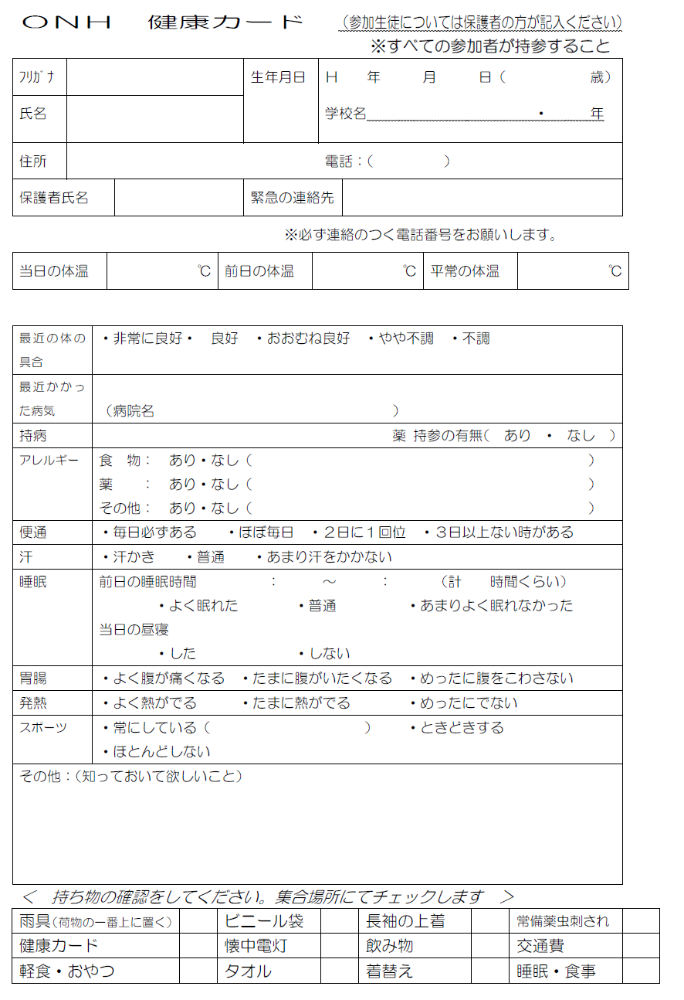 ONH 健康カード (参加生徒については保護者の方が記入ください)
※すべての参加者が持参すること
ﾌﾘｶﾞﾅ 生年月日 H 年 月 日( 歳)
氏名 学校名 ・ 年
住所 電話:( )
保護者氏名 緊急の連絡先
※必ず連絡のつく電話番号をお願いします。
当日の体温 ℃ 前日の体温 ℃ 平常の体温 ℃
最近の体の具合 ・非常に良好・ 良好 ・おおむね良好 ・やや不調 ・不調
最近かかった病気 (病院名 )
持病 薬 持参の有無( あり ・ なし )
アレルギー 食 物: あり・なし( )
薬 : あり・なし( )
その他: あり・なし( )
便通 ・毎日必ずある ・ほぼ毎日 ・2日に1回位 ・3日以上ない時がある
汗 ・汗かき ・普通 ・あまり汗をかかない
睡眠 前日の睡眠時間 : ~ : (計 時間くらい)
・よく眠れた ・普通 ・あまりよく眠れなかった
当日の昼寝
・した ・しない
胃腸 ・よく腹が痛くなる ・たまに腹がいたくなる ・めったに腹をこわさない
発熱 ・よく熱がでる ・たまに熱がでる ・めったにでない
スポーツ ・常にしている( ) ・ときどきする
・ほとんどしない
その他:(知っておいて欲しいこと)
< 持ち物の確認をしてください。集合場所にてチェックします >
雨具(荷物の一番上に置く) ビニール袋 長袖の上着 常備薬虫刺され
健康カード 懐中電灯 飲み物 交通費
軽食・おやつ タオル 着替え 睡眠・食事